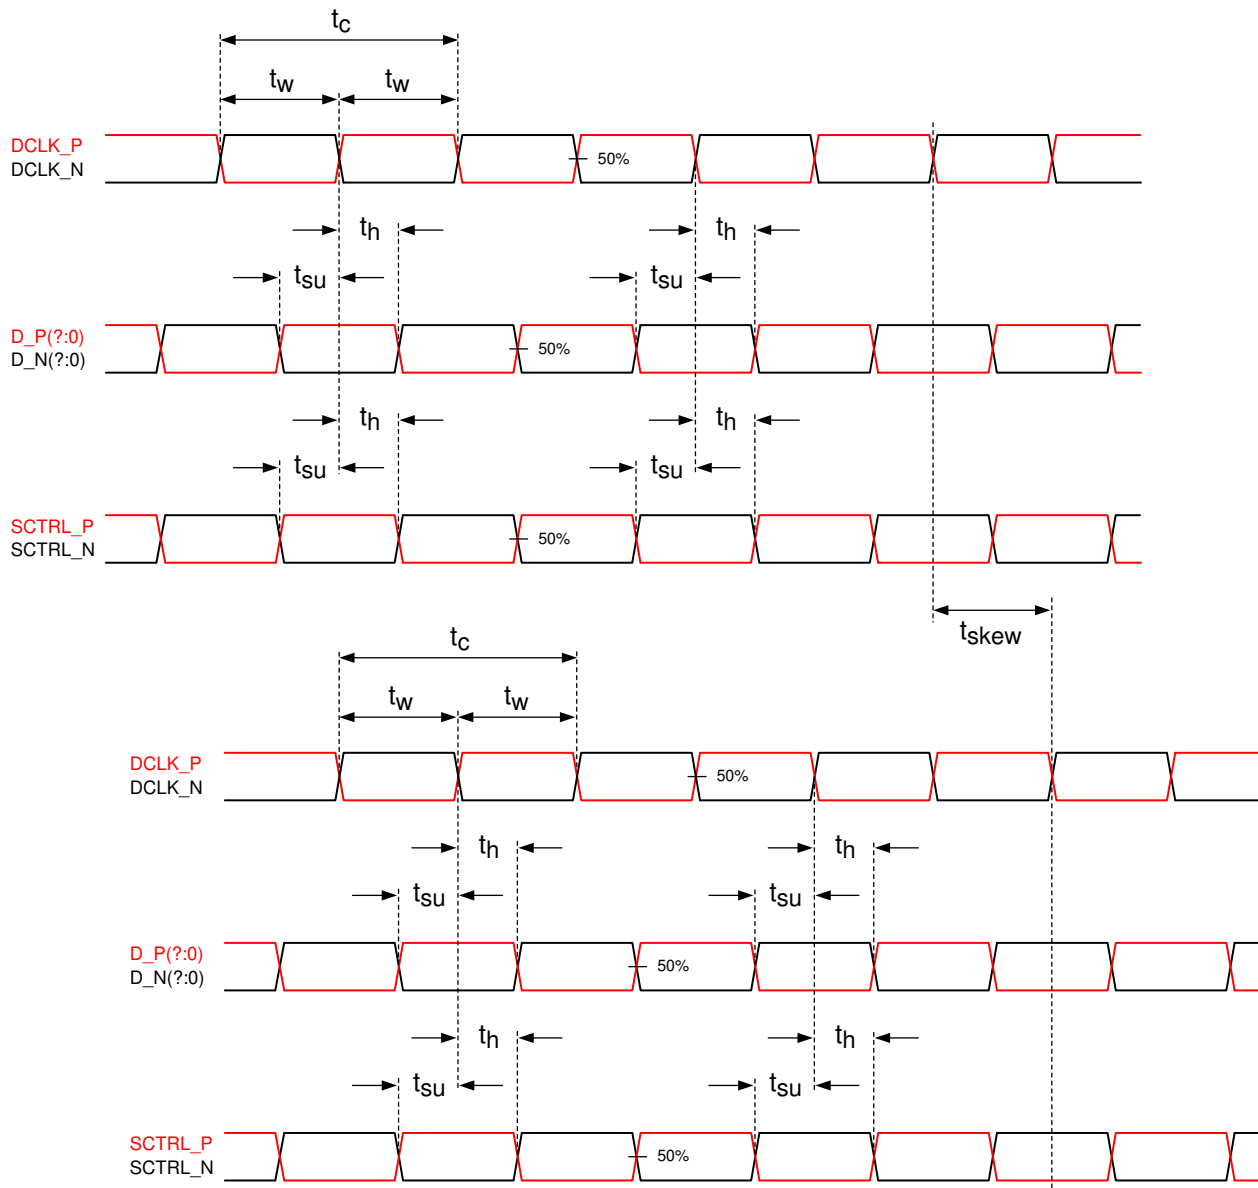 tc
tw tw
DCLK_P
DCLK_N
50%
th th
tsu tsu
D_P(?:0)
D_N(?:0)
50%
th th
tsu tsu
SCTRL_P
SCTRL_N
50%
tskew
tc
tw tw
DCLK_P
DCLK_N
50%
th th
tsu tsu
D_P(?:0)
D_N(?:0)
50%
th th
tsu tsu
SCTRL_P
SCTRL_N
50%